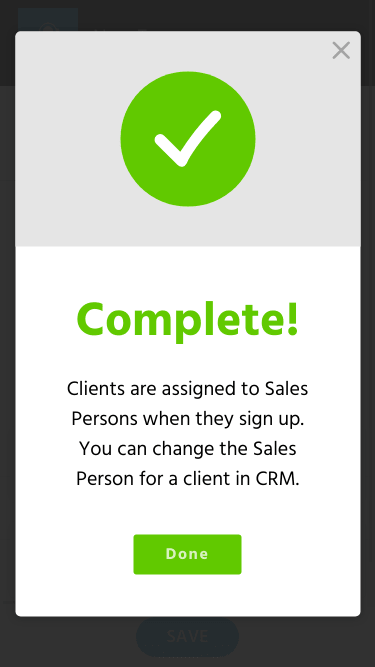 Complete!
Clients are assigned to Sales
Persons when they sign up.
You can change the Sales
Person for a client in CRM.
Done
SAVE